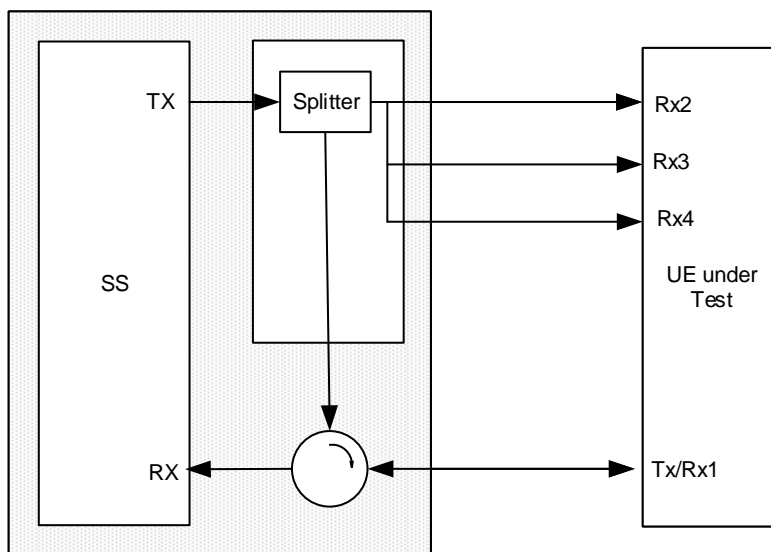 TX
Splitter
Rx2
Rx3
Rx4
SS
UE under
Test
RX
Tx/Rx1